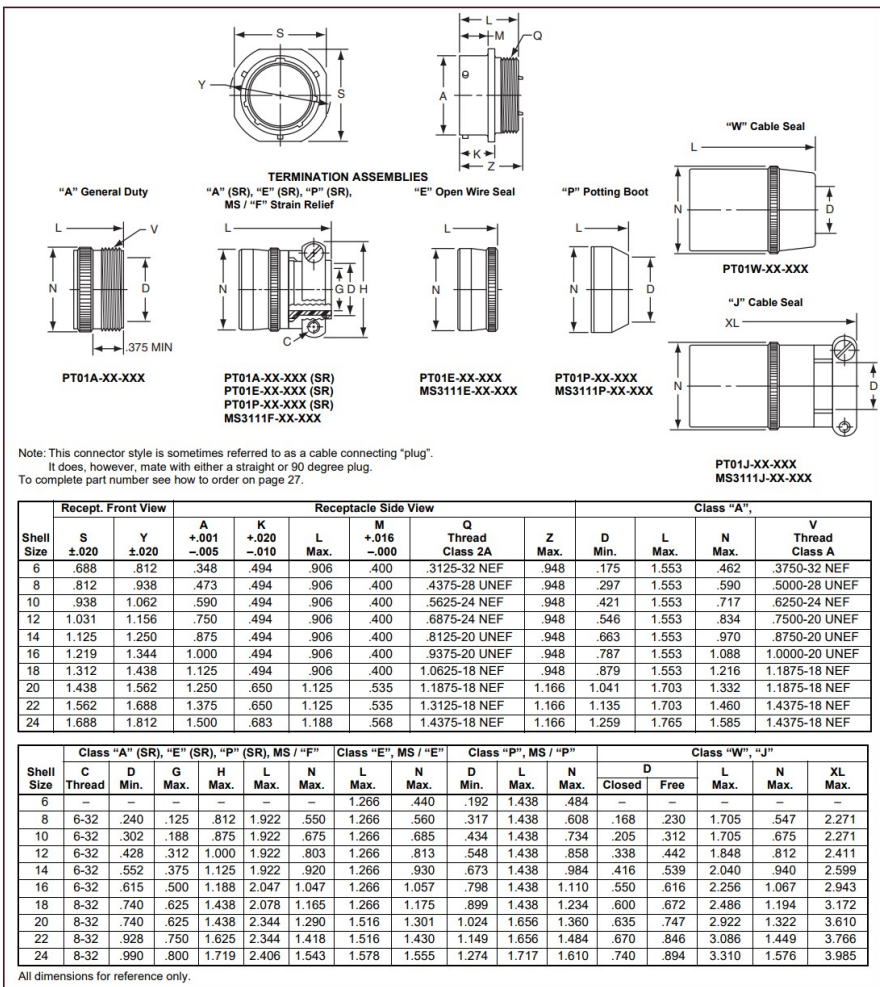 S
Y
S
L
M
Q
A
K
Z
TERMINATION ASSEMBLIES
"A" General Duty
L
V
N
D
.375 MIN
PT01A-XX-XXX
"A" (SR), "E" (SR), "P" (SR),
MS / "F" Strain Relief
L
N
G D H
C
PT01A-XX-XXX (SR)
PT01E-XX-XXX (SR)
PT01P-XX-XXX (SR)
MS3111F-XX-XXX
"E" Open Wire Seal
L
N
PT01E-XX-XXX
MS3111E-XX-XXX
"P" Potting Boot
L
N
D
PT01P-XX-XXX
MS3111P-XX-XXX
"W" Cable Seal
L
N
D
PT01W-XX-XXX
"J" Cable Seal
XL
N
D
PT01J-XX-XXX
MS3111J-XX-XXX
Note: This connector style is sometimes referred to as a cable connecting "plug".
It does, however, mate with either a straight or 90 degree plug.
To complete part number see how to order on page 27.
Recept. Front View Receptacle Side View Class "A",
Shell Size S ±.020 Y ±.020 A +.001 –.005 K +.020 –.010 L Max. M +.016 –.000 Q Thread Class 2A Z Max. D Min. L Max. N Max. V Thread Class A
6 .688 .812 .348 .494 .906 .400 .3125-32 NEF .948 .175 1.553 .462 .3750-32 NEF
8 .812 .938 .473 .494 .906 .400 .4375-28 UNEF .948 .297 1.553 .590 .5000-28 UNEF
10 .938 1.062 .590 .494 .906 .400 .5625-24 NEF .948 .421 1.553 .717 .6250-24 NEF
12 1.031 1.156 .750 .494 .906 .400 .6875-24 NEF .948 .546 1.553 .834 .7500-20 UNEF
14 1.125 1.250 .875 .494 .906 .400 .8125-20 UNEF .948 .663 1.553 .970 .8750-20 UNEF
16 1.219 1.344 1.000 .494 .906 .400 .9375-20 UNEF .948 .787 1.553 1.088 1.0000-20 UNEF
18 1.312 1.438 1.125 .494 .906 .400 1.0625-18 NEF .948 .879 1.553 1.216 1.1875-18 NEF
20 1.438 1.562 1.250 .650 1.125 .535 1.1875-18 NEF 1.166 1.041 1.703 1.332 1.1875-18 NEF
22 1.562 1.688 1.375 .650 1.125 .535 1.3125-18 NEF 1.166 1.135 1.703 1.460 1.4375-18 NEF
24 1.688 1.812 1.500 .683 1.188 .568 1.4375-18 NEF 1.166 1.259 1.765 1.585 1.4375-18 NEF
Class "A" (SR), "E" (SR), "P" (SR), MS / "F" Class "E", MS / "E" Class "P", MS / "P" Class "W", "J"
Shell Size C Thread D Min. G Max. H Max. L Max. N Max. L Max. N Max. D Min. L Max. N Max. D Closed Free L Max. N Max. XL Max.
6 – – – – – – 1.266 .440 .192 1.438 .484 – – – – –
8 6-32 .240 .125 .812 1.922 .550 1.266 .560 .317 1.438 .608 .168 .230 1.705 .547 2.271
10 6-32 .302 .188 .875 1.922 .675 1.266 .685 .434 1.438 .734 .205 .312 1.705 .675 2.271
12 6-32 .428 .312 1.000 1.922 .803 1.266 .813 .548 1.438 .858 .338 .442 1.848 .812 2.411
14 6-32 .552 .375 1.125 1.922 .920 1.266 .930 .673 1.438 .984 .416 .539 2.040 .940 2.599
16 6-32 .615 .500 1.188 2.047 1.047 1.266 1.057 .798 1.438 1.110 .550 .616 2.256 1.067 2.943
18 8-32 .740 .625 1.438 2.078 1.165 1.266 1.175 .899 1.438 1.234 .600 .672 2.486 1.194 3.172
20 8-32 .740 .625 1.438 2.344 1.290 1.516 1.301 1.024 1.656 1.360 .635 .747 2.922 1.322 3.610
22 8-32 .928 .750 1.625 2.344 1.418 1.516 1.430 1.149 1.656 1.484 .670 .846 3.086 1.449 3.766
24 8-32 .990 .800 1.719 2.406 1.543 1.578 1.555 1.274 1.717 1.610 .740 .894 3.310 1.576 3.985
All dimensions for reference only.